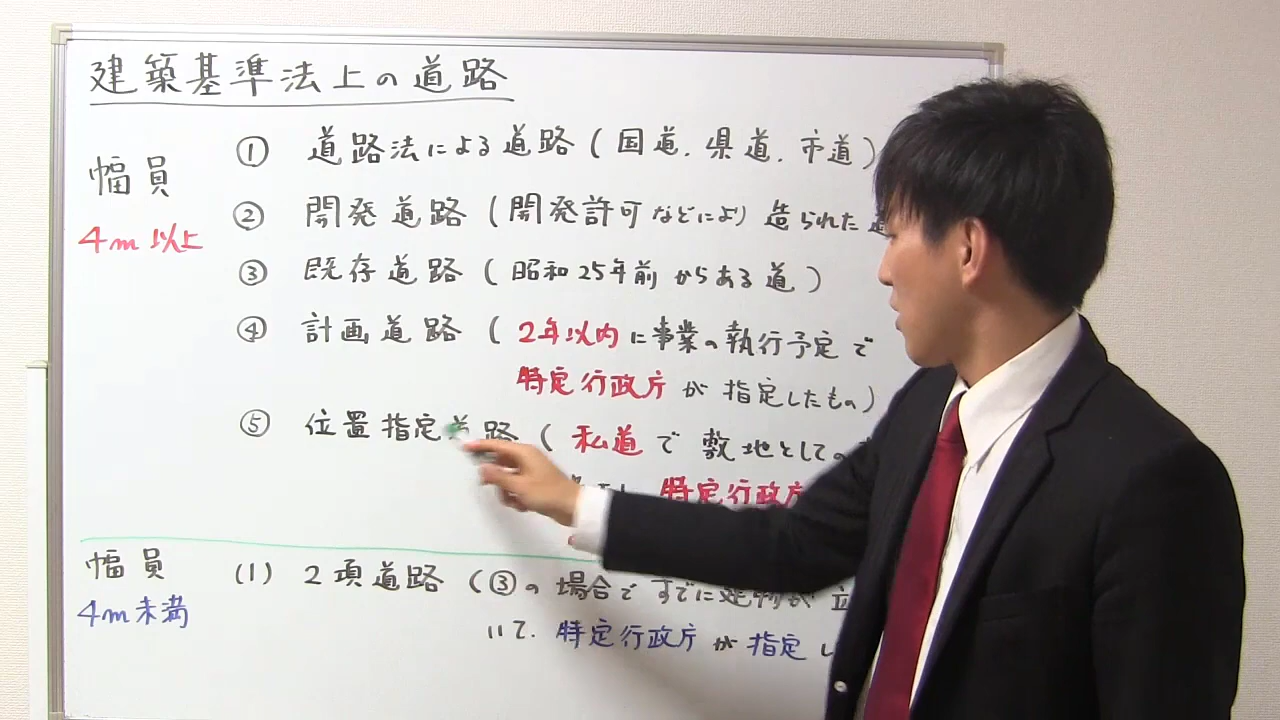 建築基準法上の道路
幅員
4m以上
① 道路法による道路(国道.県道.市道)
② 開発道路(開発許可などにより造られた
③ 既存道路(昭和25年前からある道)
④ 計画道路(2年以内に事業の執行予定で
特定行政庁が指定したもの)
⑤ 位置指定道路(私道で敷地としての
特定行政庁
幅員
4m未満
(1) 2項道路(③の場合ですでに建物が立
いて.特定行政庁が指定し